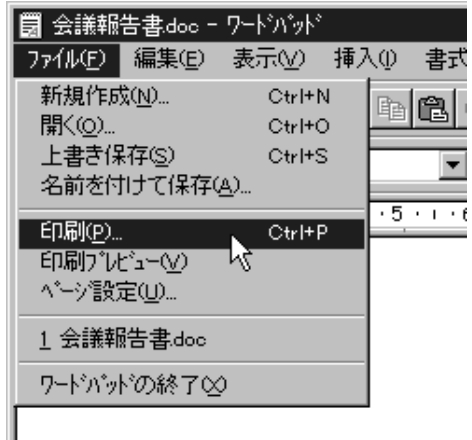 会議報告書.doc - ﾜｰﾄﾞﾊﾟｯﾄﾞ
ﾌｧｲﾙ(F) 編集(E) 表示(V) 挿入(I) 書式
新規作成(N)... Ctrl+N
開く(O)... Ctrl+O
上書き保存(S) Ctrl+S
名前を付けて保存(A)...
印刷(P)... Ctrl+P
印刷ﾌﾟﾚﾋﾞｭｰ(V)
ﾍﾟｰｼﾞ設定(U)...
1 会議報告書.doc
ﾜｰﾄﾞﾊﾟｯﾄﾞの終了(X)
· 5 · ı · 6